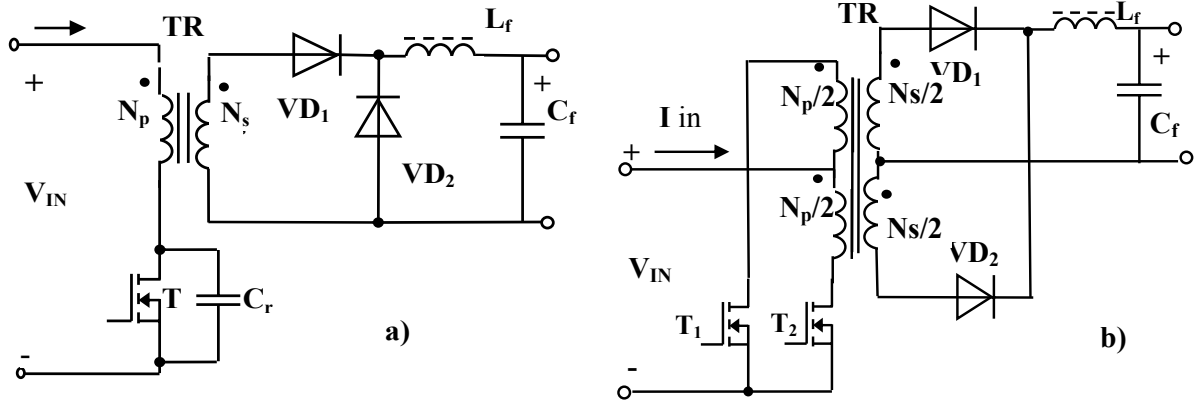 TR
L_f
+
N_p
N_s
VD_1
+
C_f
VD_2
V_IN
T
C_r
a)
-
TR
L_f
VD_1
N_p/2
Ns/2
+
C_f
I in
+
N_p/2
Ns/2
VD_2
V_IN
T_1
T_2
b)
-